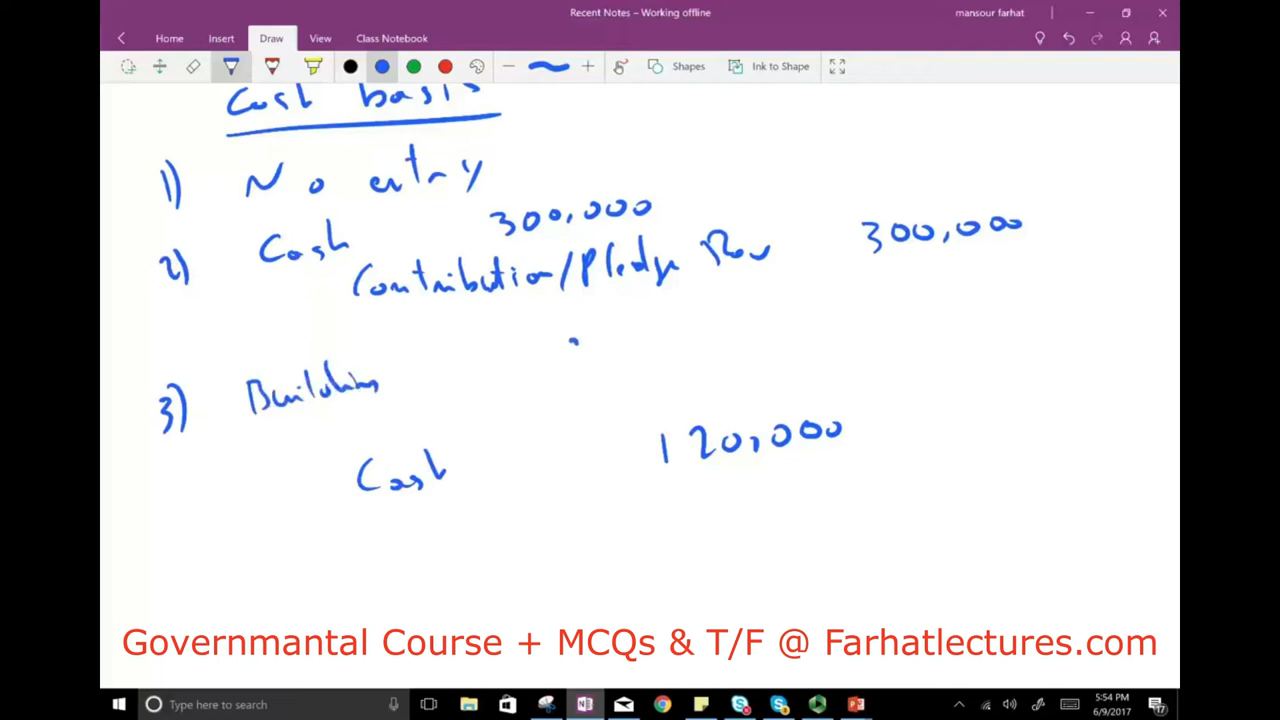 Recent Notes - Working offline
mansour farhat
Home Insert Draw View Class Notebook
Shapes Ink to Shape
Cash basis
1) No entry
2) Cash 300,000
Contribution/Pledge Rev 300,000
3) Building
Cash 120,000
Governmantal Course + MCQs & T/F @ Farhatlectures.com
Type here to search
5:54 PM
6/9/2017
17